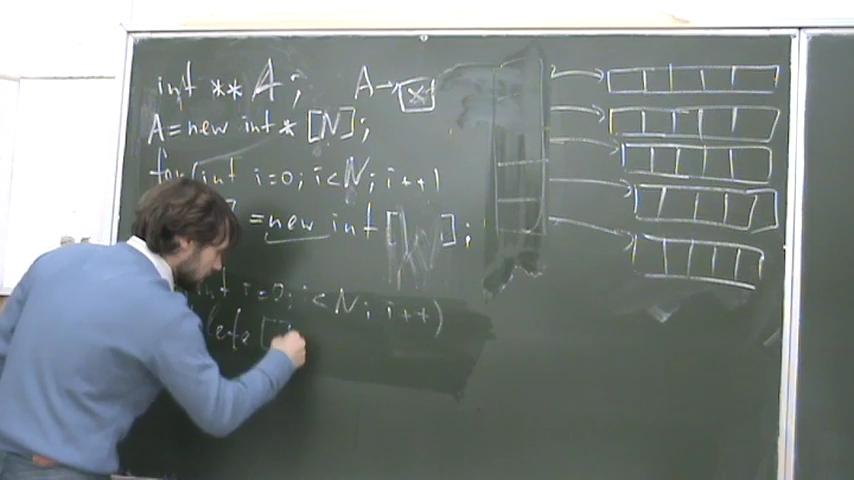 int ** A; A→ x
A = new int * [N];
for (int i=0; i<N; i++)
= new int [ ];
int i=0; i<N; i++)